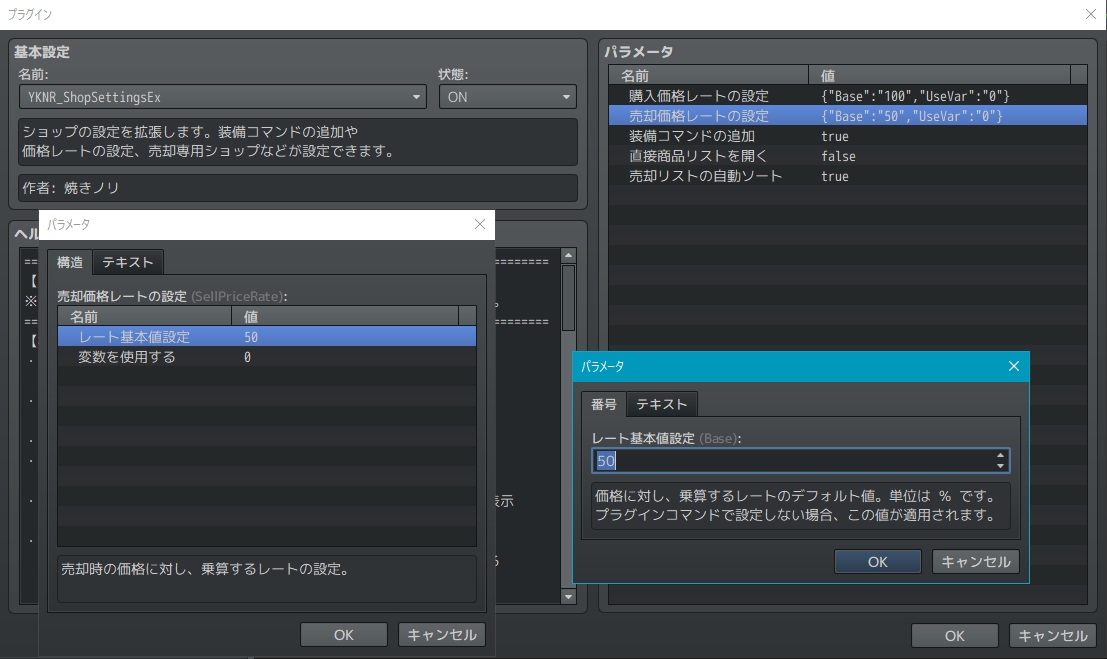 プラグイン
基本設定
名前:
状態:
YKNR_ShopSettingsEx
ON
ショップの設定を拡張します。装備コマンドの追加や
価格レートの設定、売却専用ショップなどが設定できます。
作者: 焼きノリ
ヘル
パラメータ
名前
値
購入価格レートの設定
{"Base":"100","UseVar":"0"}
売却価格レートの設定
{"Base":"50","UseVar":"0"}
装備コマンドの追加
true
直接商品リストを開く
false
売却リストの自動ソート
true
OK
キャンセル
パラメータ
構造
テキスト
売却価格レートの設定 (SellPriceRate):
名前
値
レート基本値設定
50
変数を使用する
0
売却時の価格に対し、乗算するレートの設定。
OK
キャンセル
表示
パラメータ
番号
テキスト
レート基本値設定 (Base):
50
価格に対し、乗算するレートのデフォルト値。単位は % です。
プラグインコマンドで設定しない場合、この値が適用されます。
OK
キャンセル